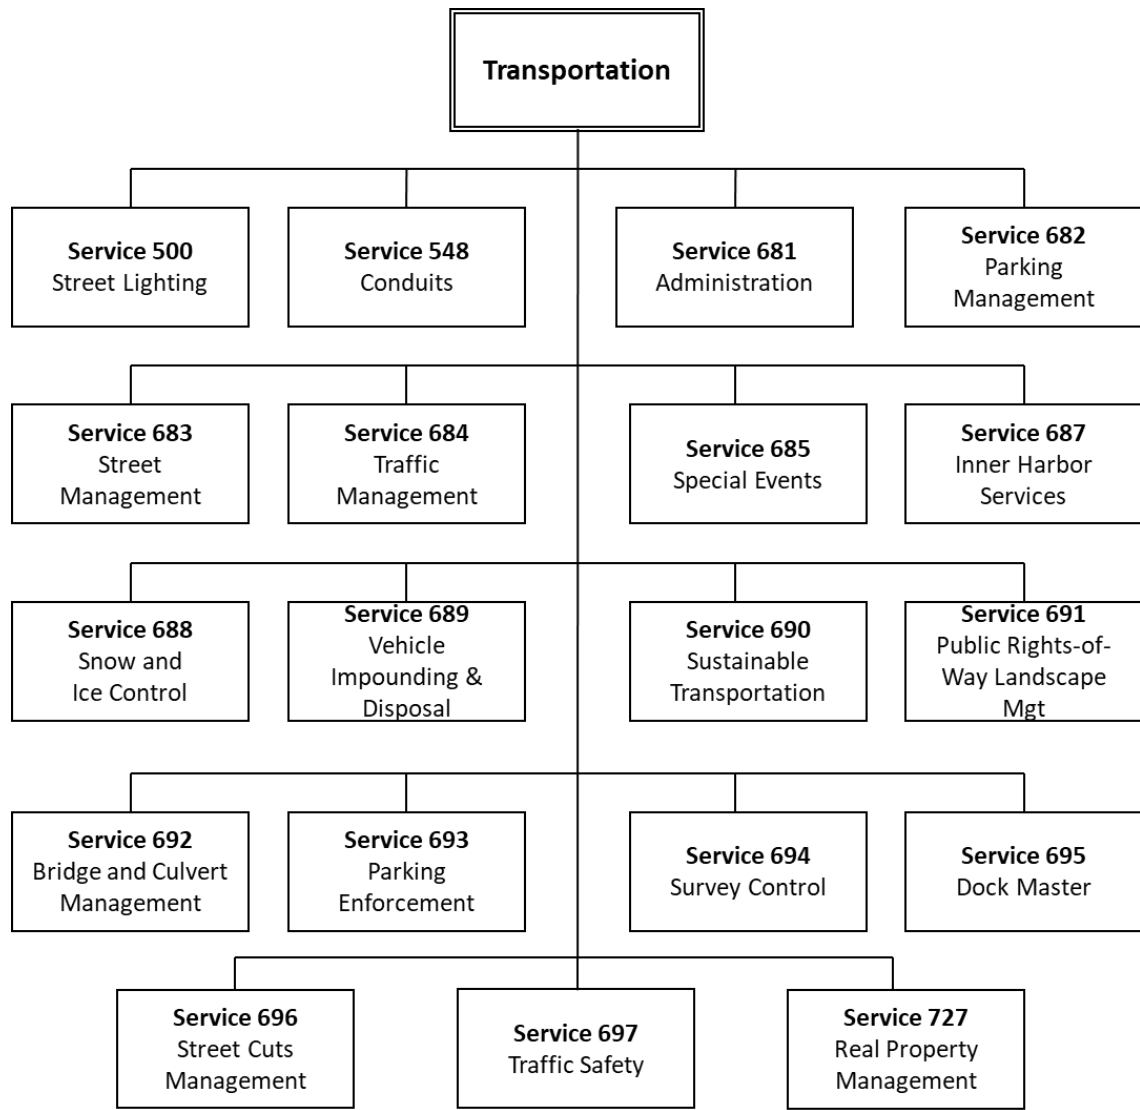 Transportation
Service 500
Street Lighting
Service 548
Conduits
Service 681
Administration
Service 682
Parking
Management
Service 683
Street
Management
Service 684
Traffic
Management
Service 685
Special Events
Service 687
Inner Harbor
Services
Service 688
Snow and
Ice Control
Service 689
Vehicle
Impounding &
Disposal
Service 690
Sustainable
Transportation
Service 691
Public Rights-of-
Way Landscape
Mgt
Service 692
Bridge and Culvert
Management
Service 693
Parking
Enforcement
Service 694
Survey Control
Service 695
Dock Master
Service 696
Street Cuts
Management
Service 697
Traffic Safety
Service 727
Real Property
Management